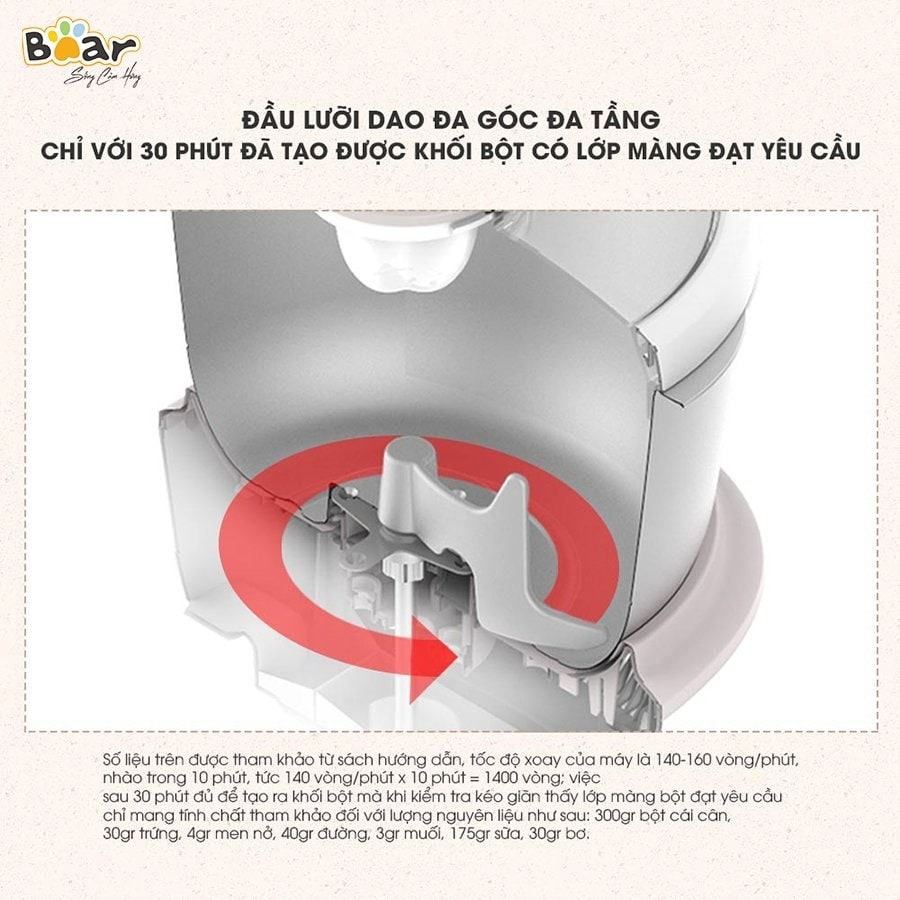 Bear
Sống Cảm Hứng
ĐẦU LƯỠI DAO ĐA GÓC ĐA TẦNG
CHỈ VỚI 30 PHÚT ĐÃ TẠO ĐƯỢC KHỐI BỘT CÓ LỚP MÀNG ĐẠT YÊU CẦU
Số liệu trên được tham khảo từ sách hướng dẫn, tốc độ xoay của máy là 140-160 vòng/phút,
nhào trong 10 phút, tức 140 vòng/phút x 10 phút = 1400 vòng; việc
sau 30 phút đủ để tạo ra khối bột mà khi kiểm tra kéo giãn thấy lớp màng bột đạt yêu cầu
chỉ mang tính chất tham khảo đối với lượng nguyên liệu như sau: 300gr bột cái cân,
30gr trứng, 4gr men nở, 40gr đường, 3gr muối, 175gr sữa, 30gr bơ.